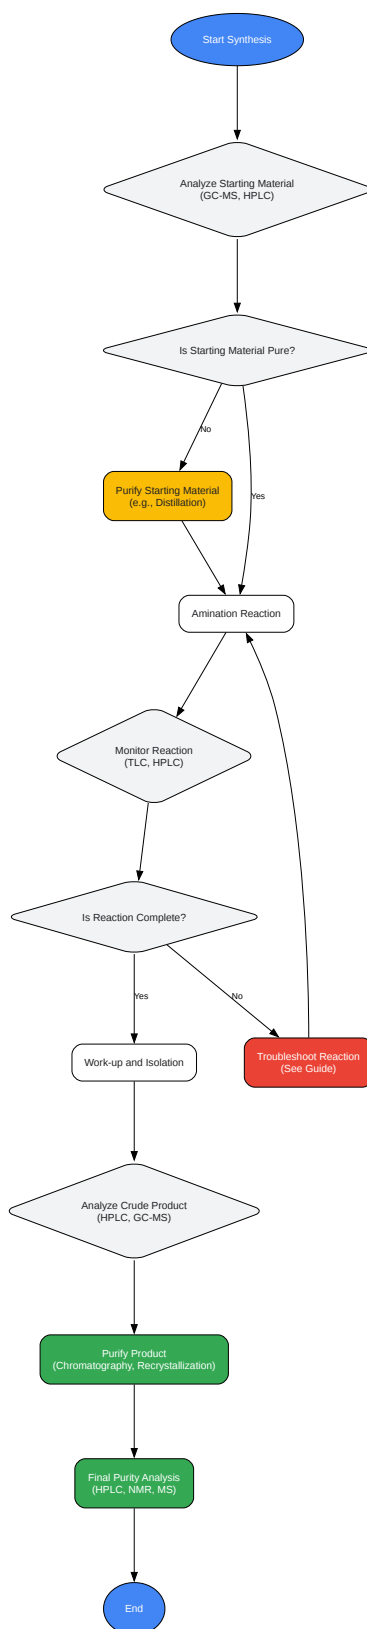 Start Synthesis
Analyze Starting Material
(GC-MS, HPLC)
Is Starting Material Pure?
No
Purify Starting Material
(e.g., Distillation)
Yes
Amination Reaction
Monitor Reaction
(TLC, HPLC)
Is Reaction Complete?
Yes
No
Work-up and Isolation
Troubleshoot Reaction
(See Guide)
Analyze Crude Product
(HPLC, GC-MS)
Purify Product
(Chromatography, Recrystallization)
Final Purity Analysis
(HPLC, NMR, MS)
End